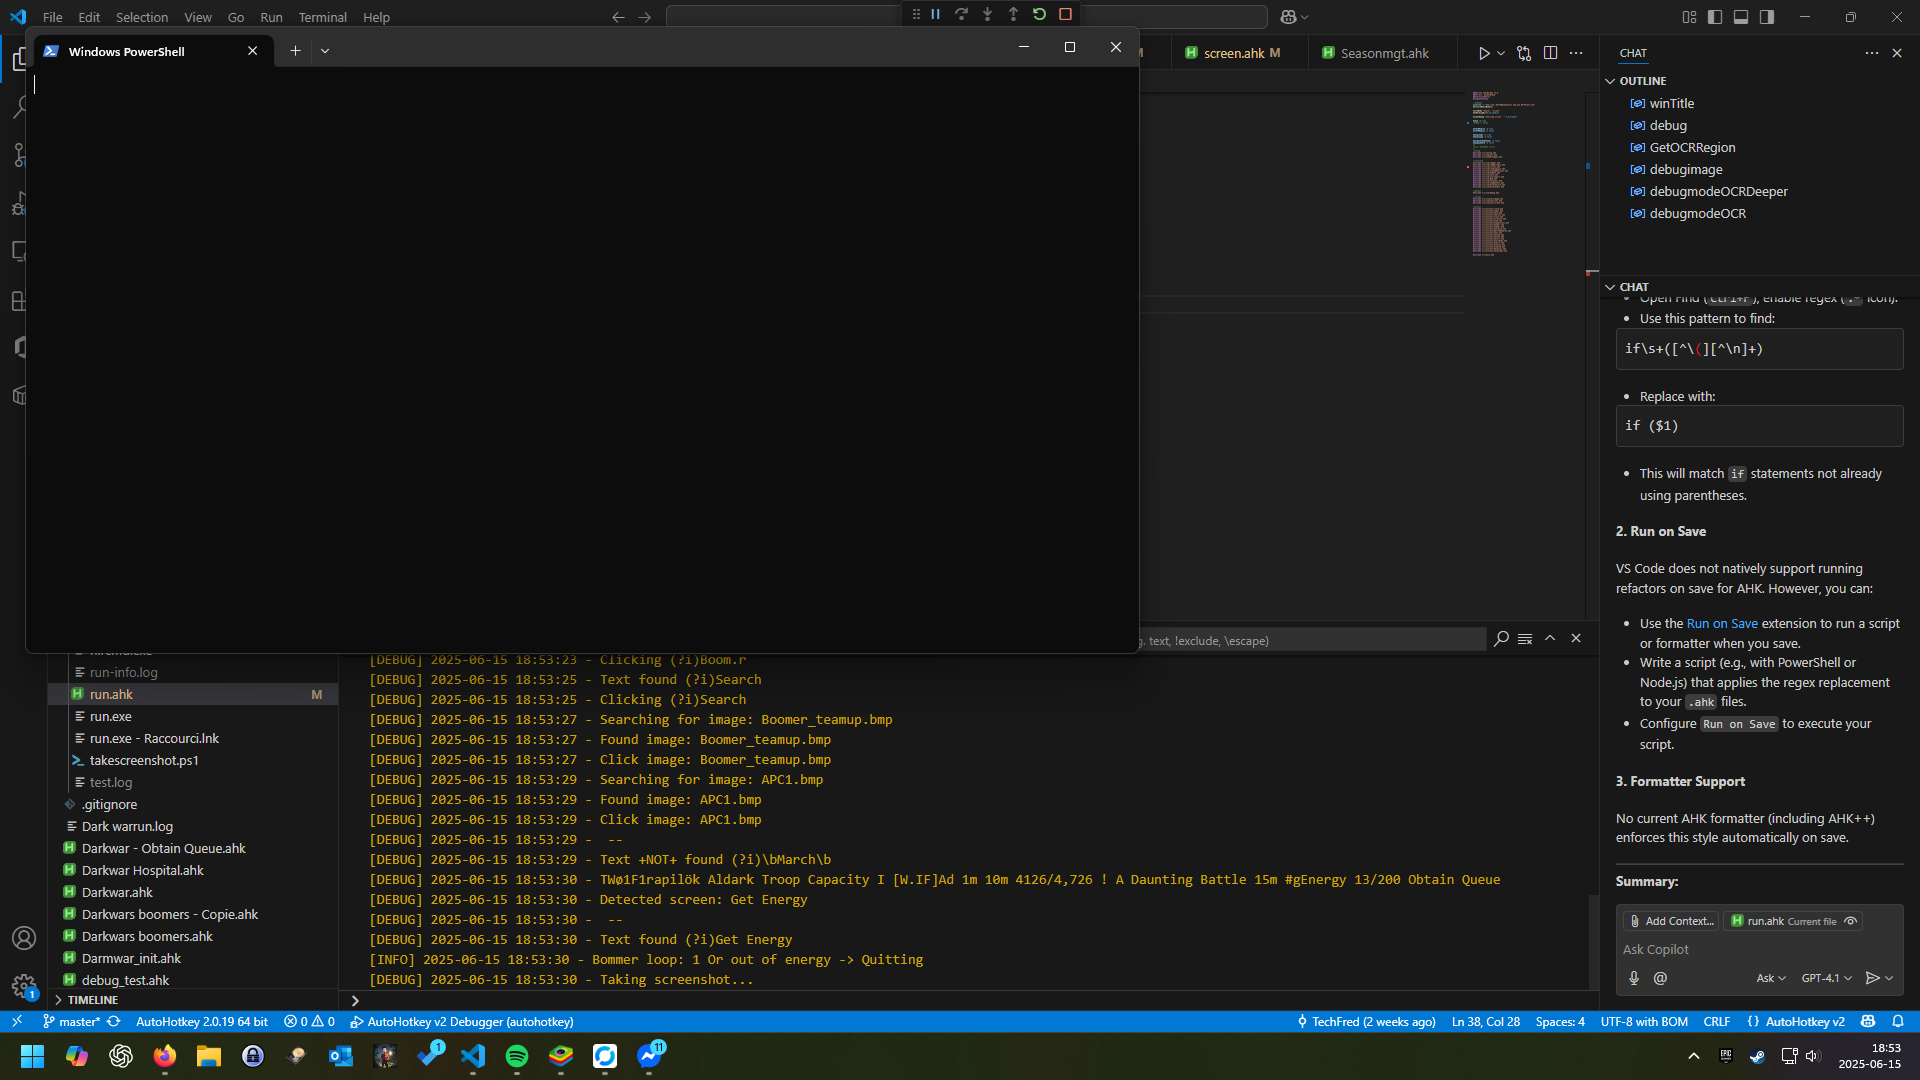 File Edit Selection View Go Run Terminal Help
Windows PowerShell
M
screen.ahk M
Seasonmgt.ahk
CHAT
OUTLINE
winTitle
debug
GetOCRRegion
debugimage
debugmodeOCRDeeper
debugmodeOCR
CHAT
Open Find (Ctrl+F), enable regex (.* icon).
Use this pattern to find:
if\s+([^\(][^\n]+)
Replace with:
if ($1)
This will match if statements not already
using parentheses.
2. Run on Save
VS Code does not natively support running
refactors on save for AHK. However, you can:
Use the Run on Save extension to run a script
or formatter when you save.
Write a script (e.g., with PowerShell or
Node.js) that applies the regex replacement
to your .ahk files.
Configure Run on Save to execute your
script.
3. Formatter Support
No current AHK formatter (including AHK++)
enforces this style automatically on save.
Summary:
Add Context...
run.ahk Current file
Ask Copilot
Ask
GPT-4.1
run-info.log
run.ahk M
run.exe
run.exe - Raccourci.lnk
takescreenshot.ps1
test.log
.gitignore
Dark warrun.log
Darkwar - Obtain Queue.ahk
Darkwar Hospital.ahk
Darkwar.ahk
Darkwars boomers - Copie.ahk
Darkwars boomers.ahk
Darmwar_init.ahk
debug_test.ahk
TIMELINE
g. text, !exclude, \escape)
[DEBUG] 2025-06-15 18:53:23 - Clicking (?i)Boom.r
[DEBUG] 2025-06-15 18:53:25 - Text found (?i)Search
[DEBUG] 2025-06-15 18:53:25 - Clicking (?i)Search
[DEBUG] 2025-06-15 18:53:27 - Searching for image: Boomer_teamup.bmp
[DEBUG] 2025-06-15 18:53:27 - Found image: Boomer_teamup.bmp
[DEBUG] 2025-06-15 18:53:27 - Click image: Boomer_teamup.bmp
[DEBUG] 2025-06-15 18:53:29 - Searching for image: APC1.bmp
[DEBUG] 2025-06-15 18:53:29 - Found image: APC1.bmp
[DEBUG] 2025-06-15 18:53:29 - Click image: APC1.bmp
[DEBUG] 2025-06-15 18:53:29 - --
[DEBUG] 2025-06-15 18:53:29 - Text +NOT+ found (?i)\bMarch\b
[DEBUG] 2025-06-15 18:53:30 - TWø1F1rapilök Aldark Troop Capacity I [W.IF]Ad 1m 10m 4126/4,726 ! A Daunting Battle 15m #gEnergy 13/200 Obtain Queue
[DEBUG] 2025-06-15 18:53:30 - Detected screen: Get Energy
[DEBUG] 2025-06-15 18:53:30 - --
[DEBUG] 2025-06-15 18:53:30 - Text found (?i)Get Energy
[INFO] 2025-06-15 18:53:30 - Bommer loop: 1 Or out of energy -> Quitting
[DEBUG] 2025-06-15 18:53:30 - Taking screenshot...
master*
AutoHotkey 2.0.19 64 bit
0 0
AutoHotkey v2 Debugger (autohotkey)
TechFred (2 weeks ago)
Ln 38, Col 28
Spaces: 4
UTF-8 with BOM
CRLF
AutoHotkey v2
1
1
11
EPIC
18:53
2025-06-15